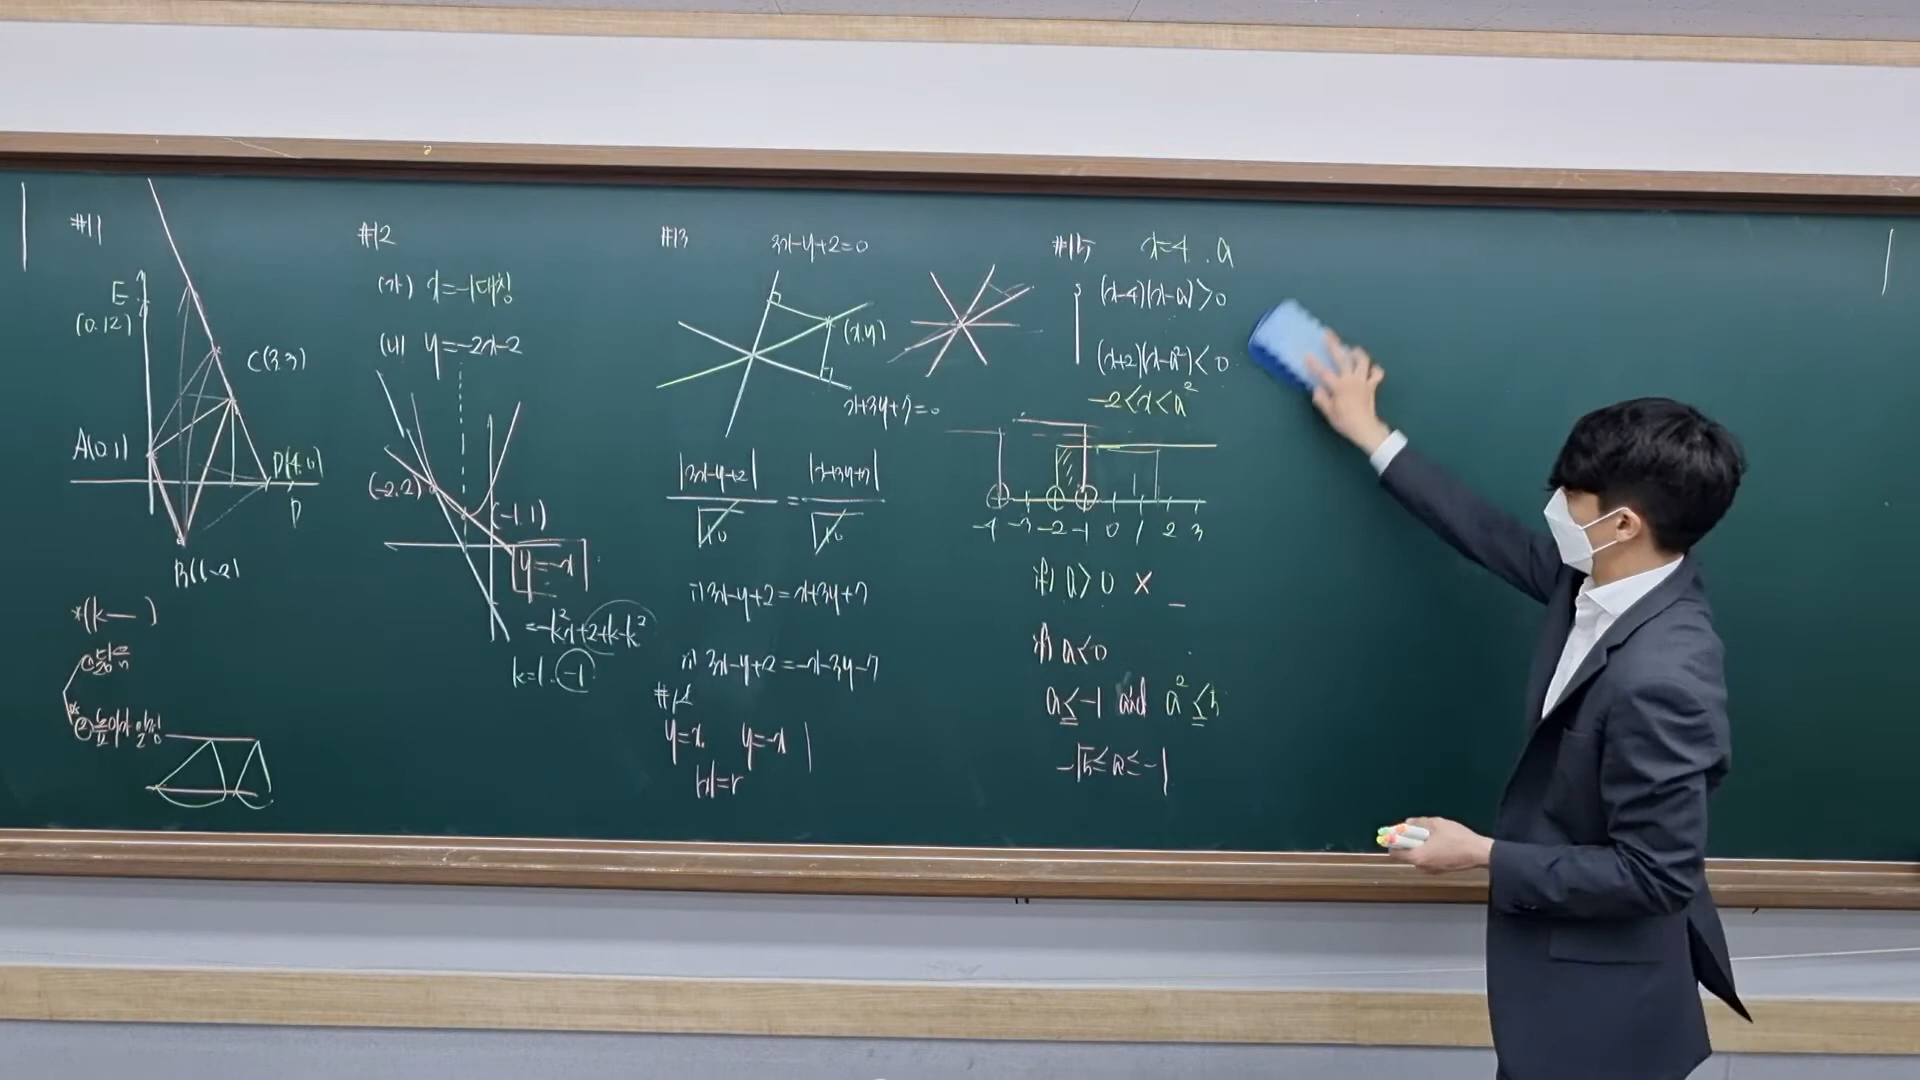 #11
E
(0.12)
C(3,3)
A(0.1)
D(4.0)
D
B(1,-2)
*(k— )
#12
(가) x=-1대칭
(나) y=-2x-2
(-2.2)
(-1.1)
y=-x
=-k²x+2+k-k²
k=1. -1
#13
3x-y+2=0
(x.y)
x+3y+7=0
|3x-y+2| / √10 = |x+3y+7| / √10
i) 3x-y+2=x+3y+7
ii) 3x-y+2=-x-3y-7
#14
y=x. y=-x
|b|=r
#15 x=4 . a
(x-4)(x-a)>0
(x+2)(x-a²)<0
-2<x<a²
-4 -3 -2 -1 0 1 2 3
if) a>0 ×
if) a<0
a≤-1 and a²≤5
-√5≤a≤-1